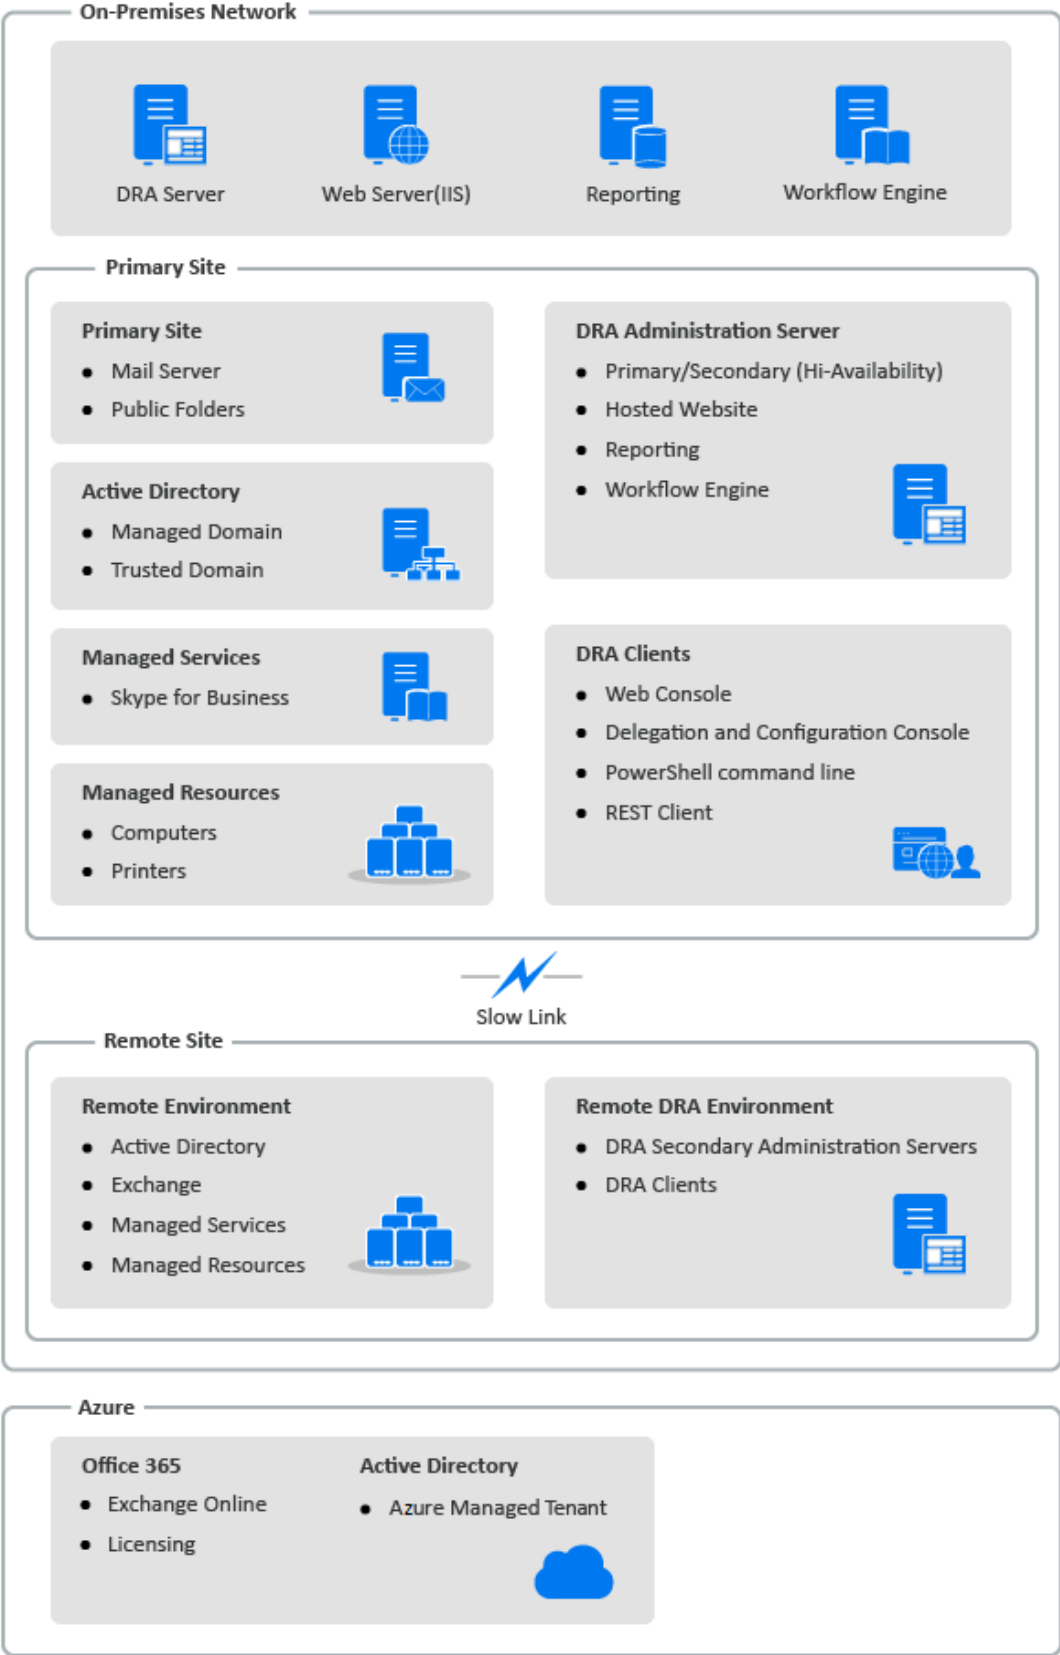 On-Premises Network
DRA Server
Web Server(IIS)
Reporting
Workflow Engine
Primary Site
Primary Site
Mail Server
Public Folders
Active Directory
Managed Domain
Trusted Domain
Managed Services
Skype for Business
Managed Resources
Computers
Printers
DRA Administration Server
Primary/Secondary (Hi-Availability)
Hosted Website
Reporting
Workflow Engine
DRA Clients
Web Console
Delegation and Configuration Console
PowerShell command line
REST Client
Slow Link
Remote Site
Remote Environment
Active Directory
Exchange
Managed Services
Managed Resources
Remote DRA Environment
DRA Secondary Administration Servers
DRA Clients
Azure
Office 365
Exchange Online
Licensing
Active Directory
Azure Managed Tenant